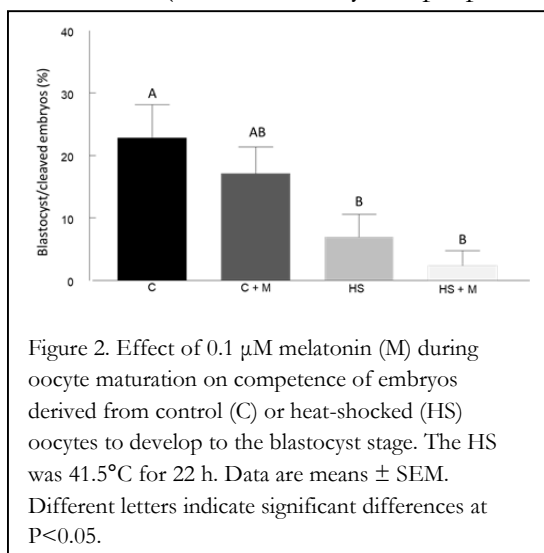 40
30
20
10
0
Blastocyst/cleaved embryos (%)
A
AB
B
B
C
C + M
HS
HS + M
Figure 2. Effect of 0.1 µM melatonin (M) during
oocyte maturation on competence of embryos
derived from control (C) or heat-shocked (HS)
oocytes to develop to the blastocyst stage. The HS
was 41.5°C for 22 h. Data are means ± SEM.
Different letters indicate significant differences at
P<0.05.